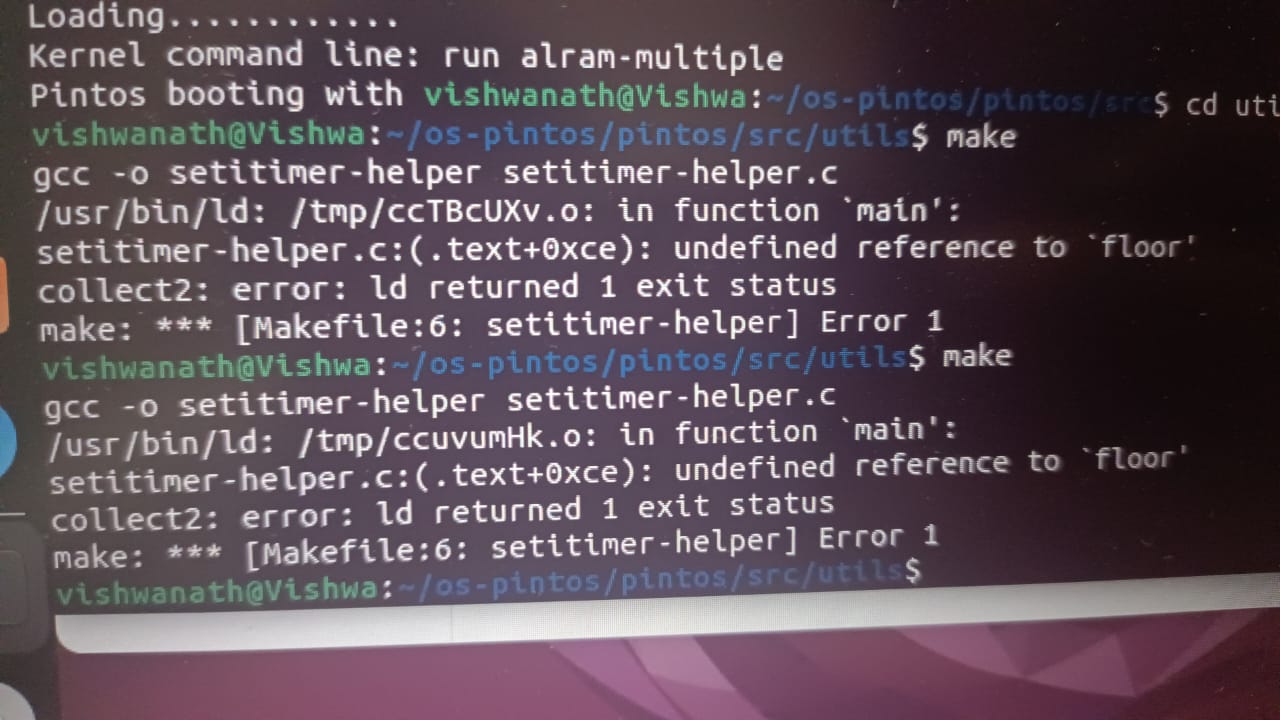 Loading............
Kernel command line: run alram-multiple
Pintos booting with vishwanath@Vishwa:~/os-pintos/pintos/src$ cd uti
vishwanath@Vishwa:~/os-pintos/pintos/src/utils$ make
gcc -o setitimer-helper setitimer-helper.c
/usr/bin/ld: /tmp/ccTBcUXv.o: in function `main':
setitimer-helper.c:(.text+0xce): undefined reference to `floor'
collect2: error: ld returned 1 exit status
make: *** [Makefile:6: setitimer-helper] Error 1
vishwanath@Vishwa:~/os-pintos/pintos/src/utils$ make
gcc -o setitimer-helper setitimer-helper.c
/usr/bin/ld: /tmp/ccuvumHk.o: in function `main':
setitimer-helper.c:(.text+0xce): undefined reference to `floor'
collect2: error: ld returned 1 exit status
make: *** [Makefile:6: setitimer-helper] Error 1
vishwanath@Vishwa:~/os-pintos/pintos/src/utils$